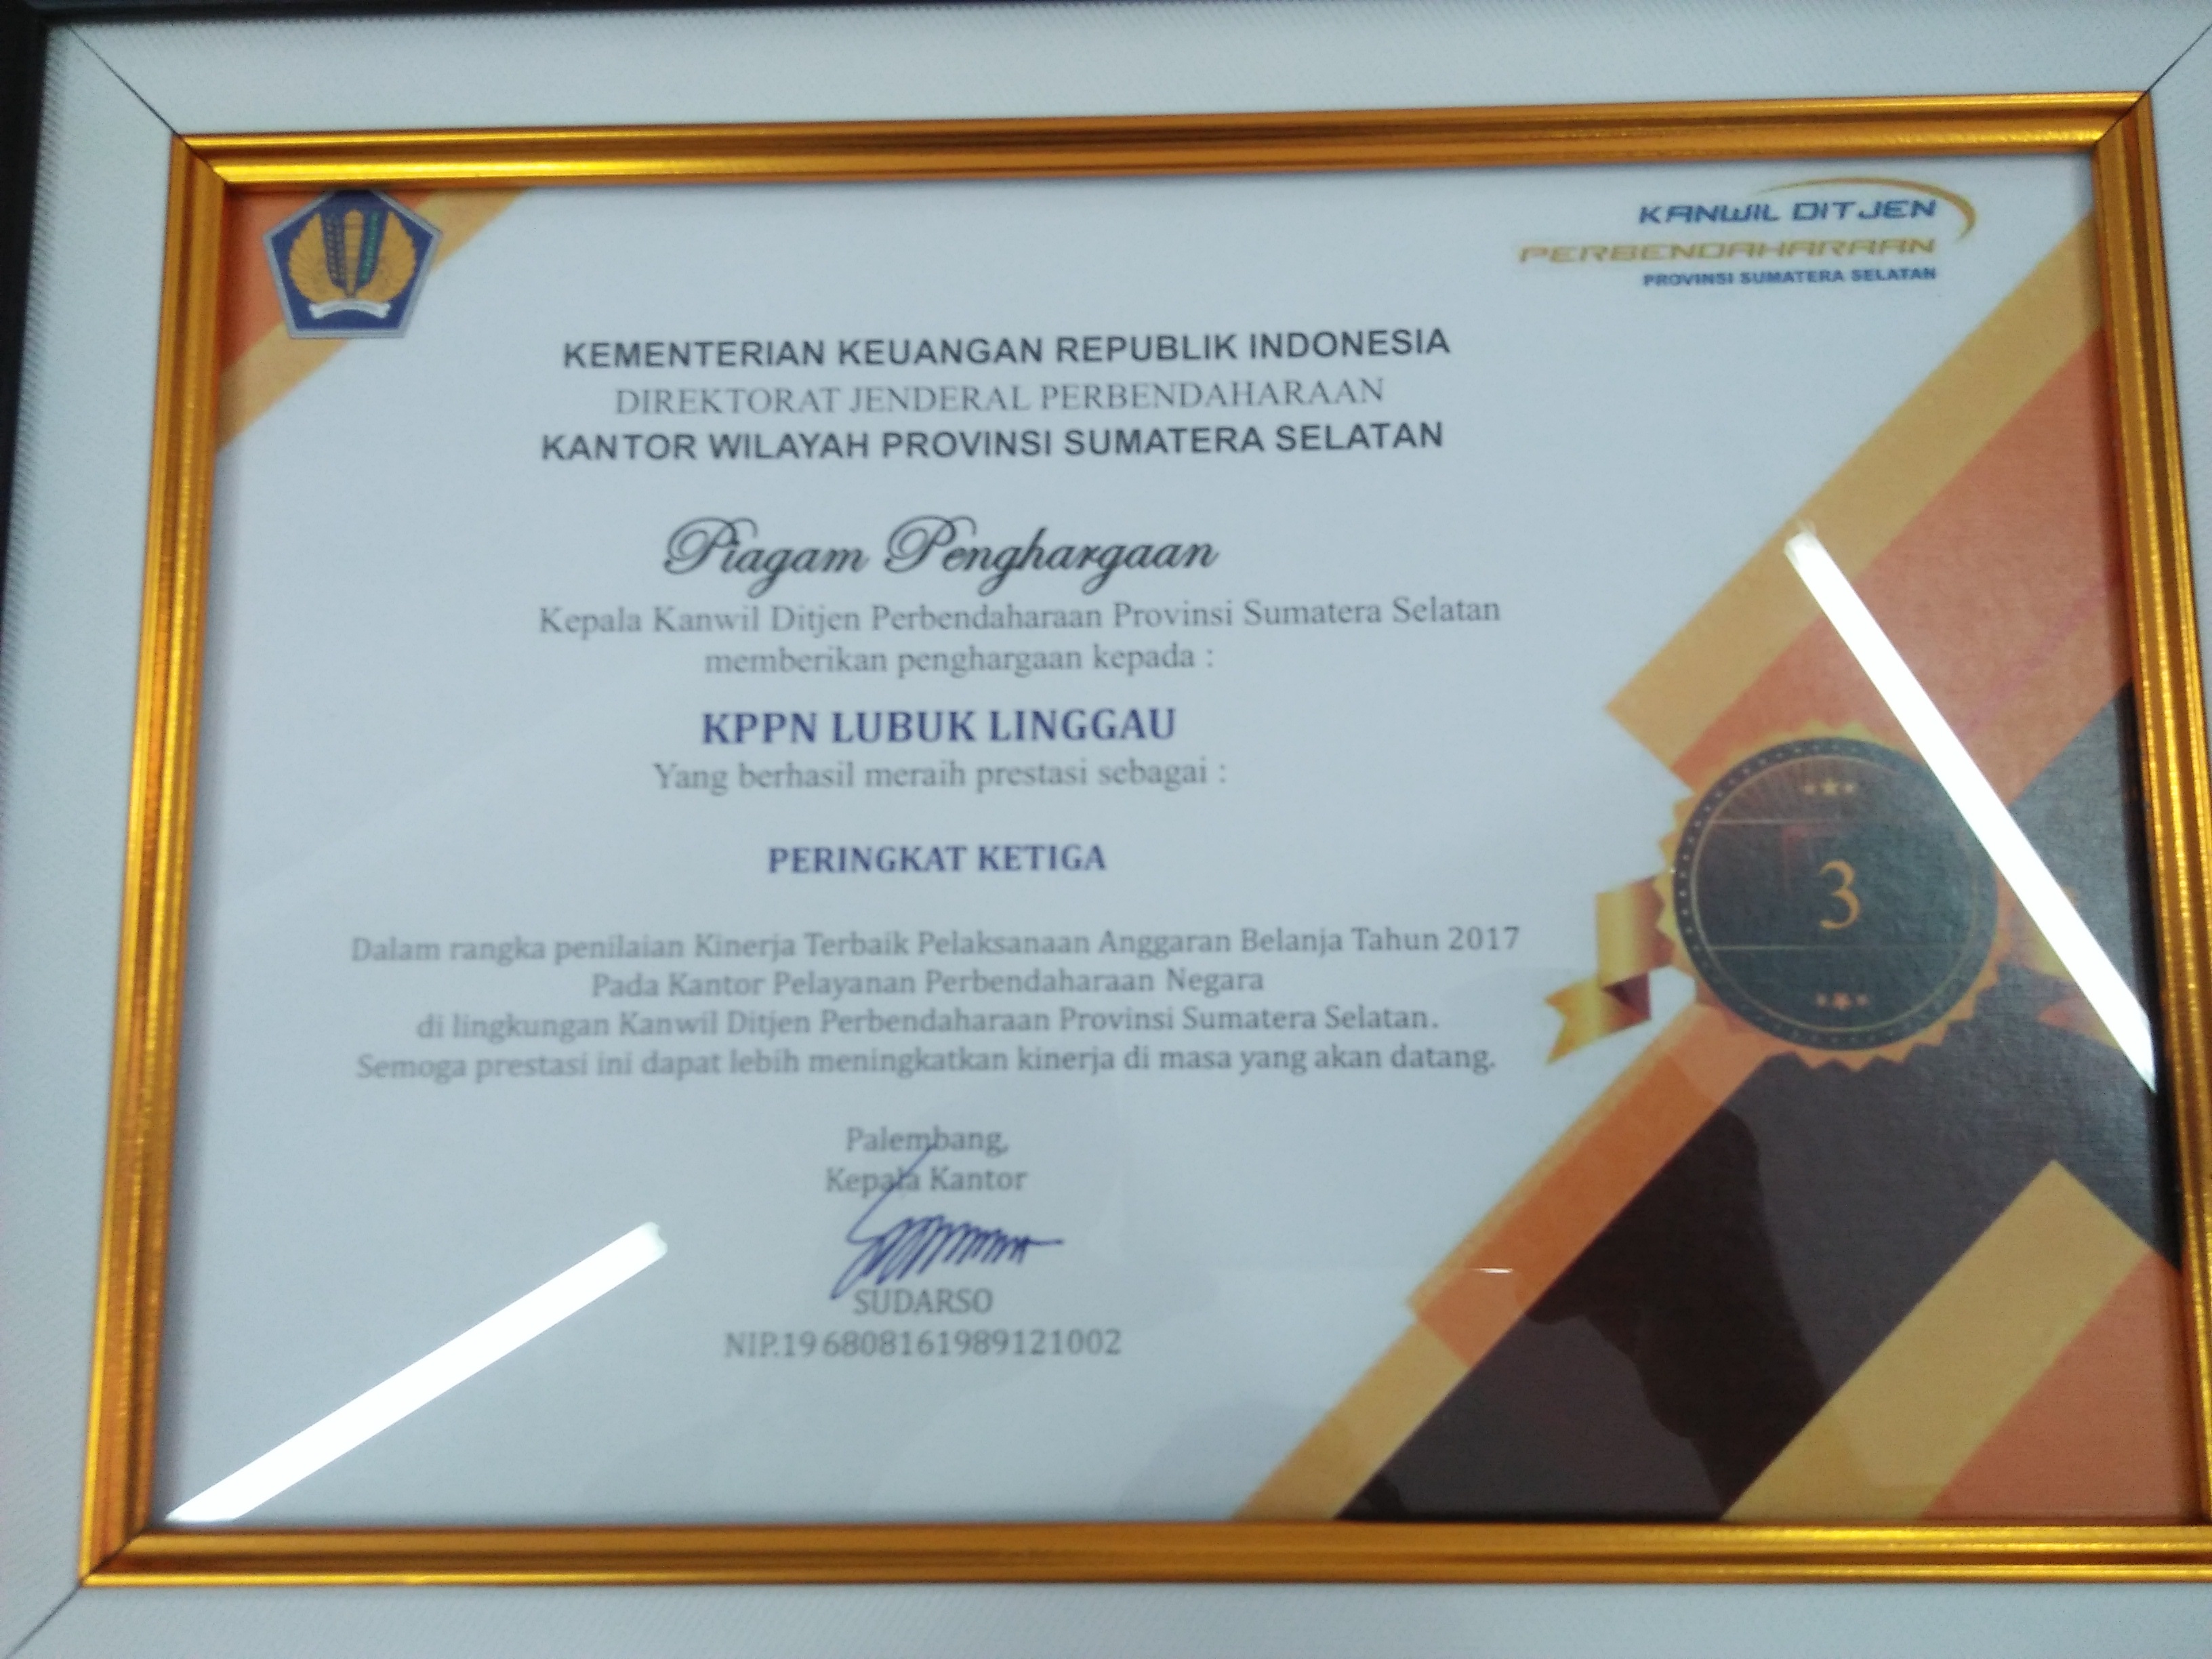 KANWIL DITJEN
PERBENDAHARAAN
PROVINSI SUMATERA SELATAN
KEMENTERIAN KEUANGAN REPUBLIK INDONESIA
DIREKTORAT JENDERAL PERBENDAHARAAN
KANTOR WILAYAH PROVINSI SUMATERA SELATAN
Piagam Penghargaan
Kepala Kanwil Ditjen Perbendaharaan Provinsi Sumatera Selatan
memberikan penghargaan kepada :
KPPN LUBUK LINGGAU
Yang berhasil meraih prestasi sebagai :
PERINGKAT KETIGA
3
Dalam rangka penilaian Kinerja Terbaik Pelaksanaan Anggaran Belanja Tahun 2017
Pada Kantor Pelayanan Perbendaharaan Negara
di lingkungan Kanwil Ditjen Perbendaharaan Provinsi Sumatera Selatan.
Semoga prestasi ini dapat lebih meningkatkan kinerja di masa yang akan datang.
Palembang,
Kepala Kantor
SUDARSO
NIP.196808161989121002